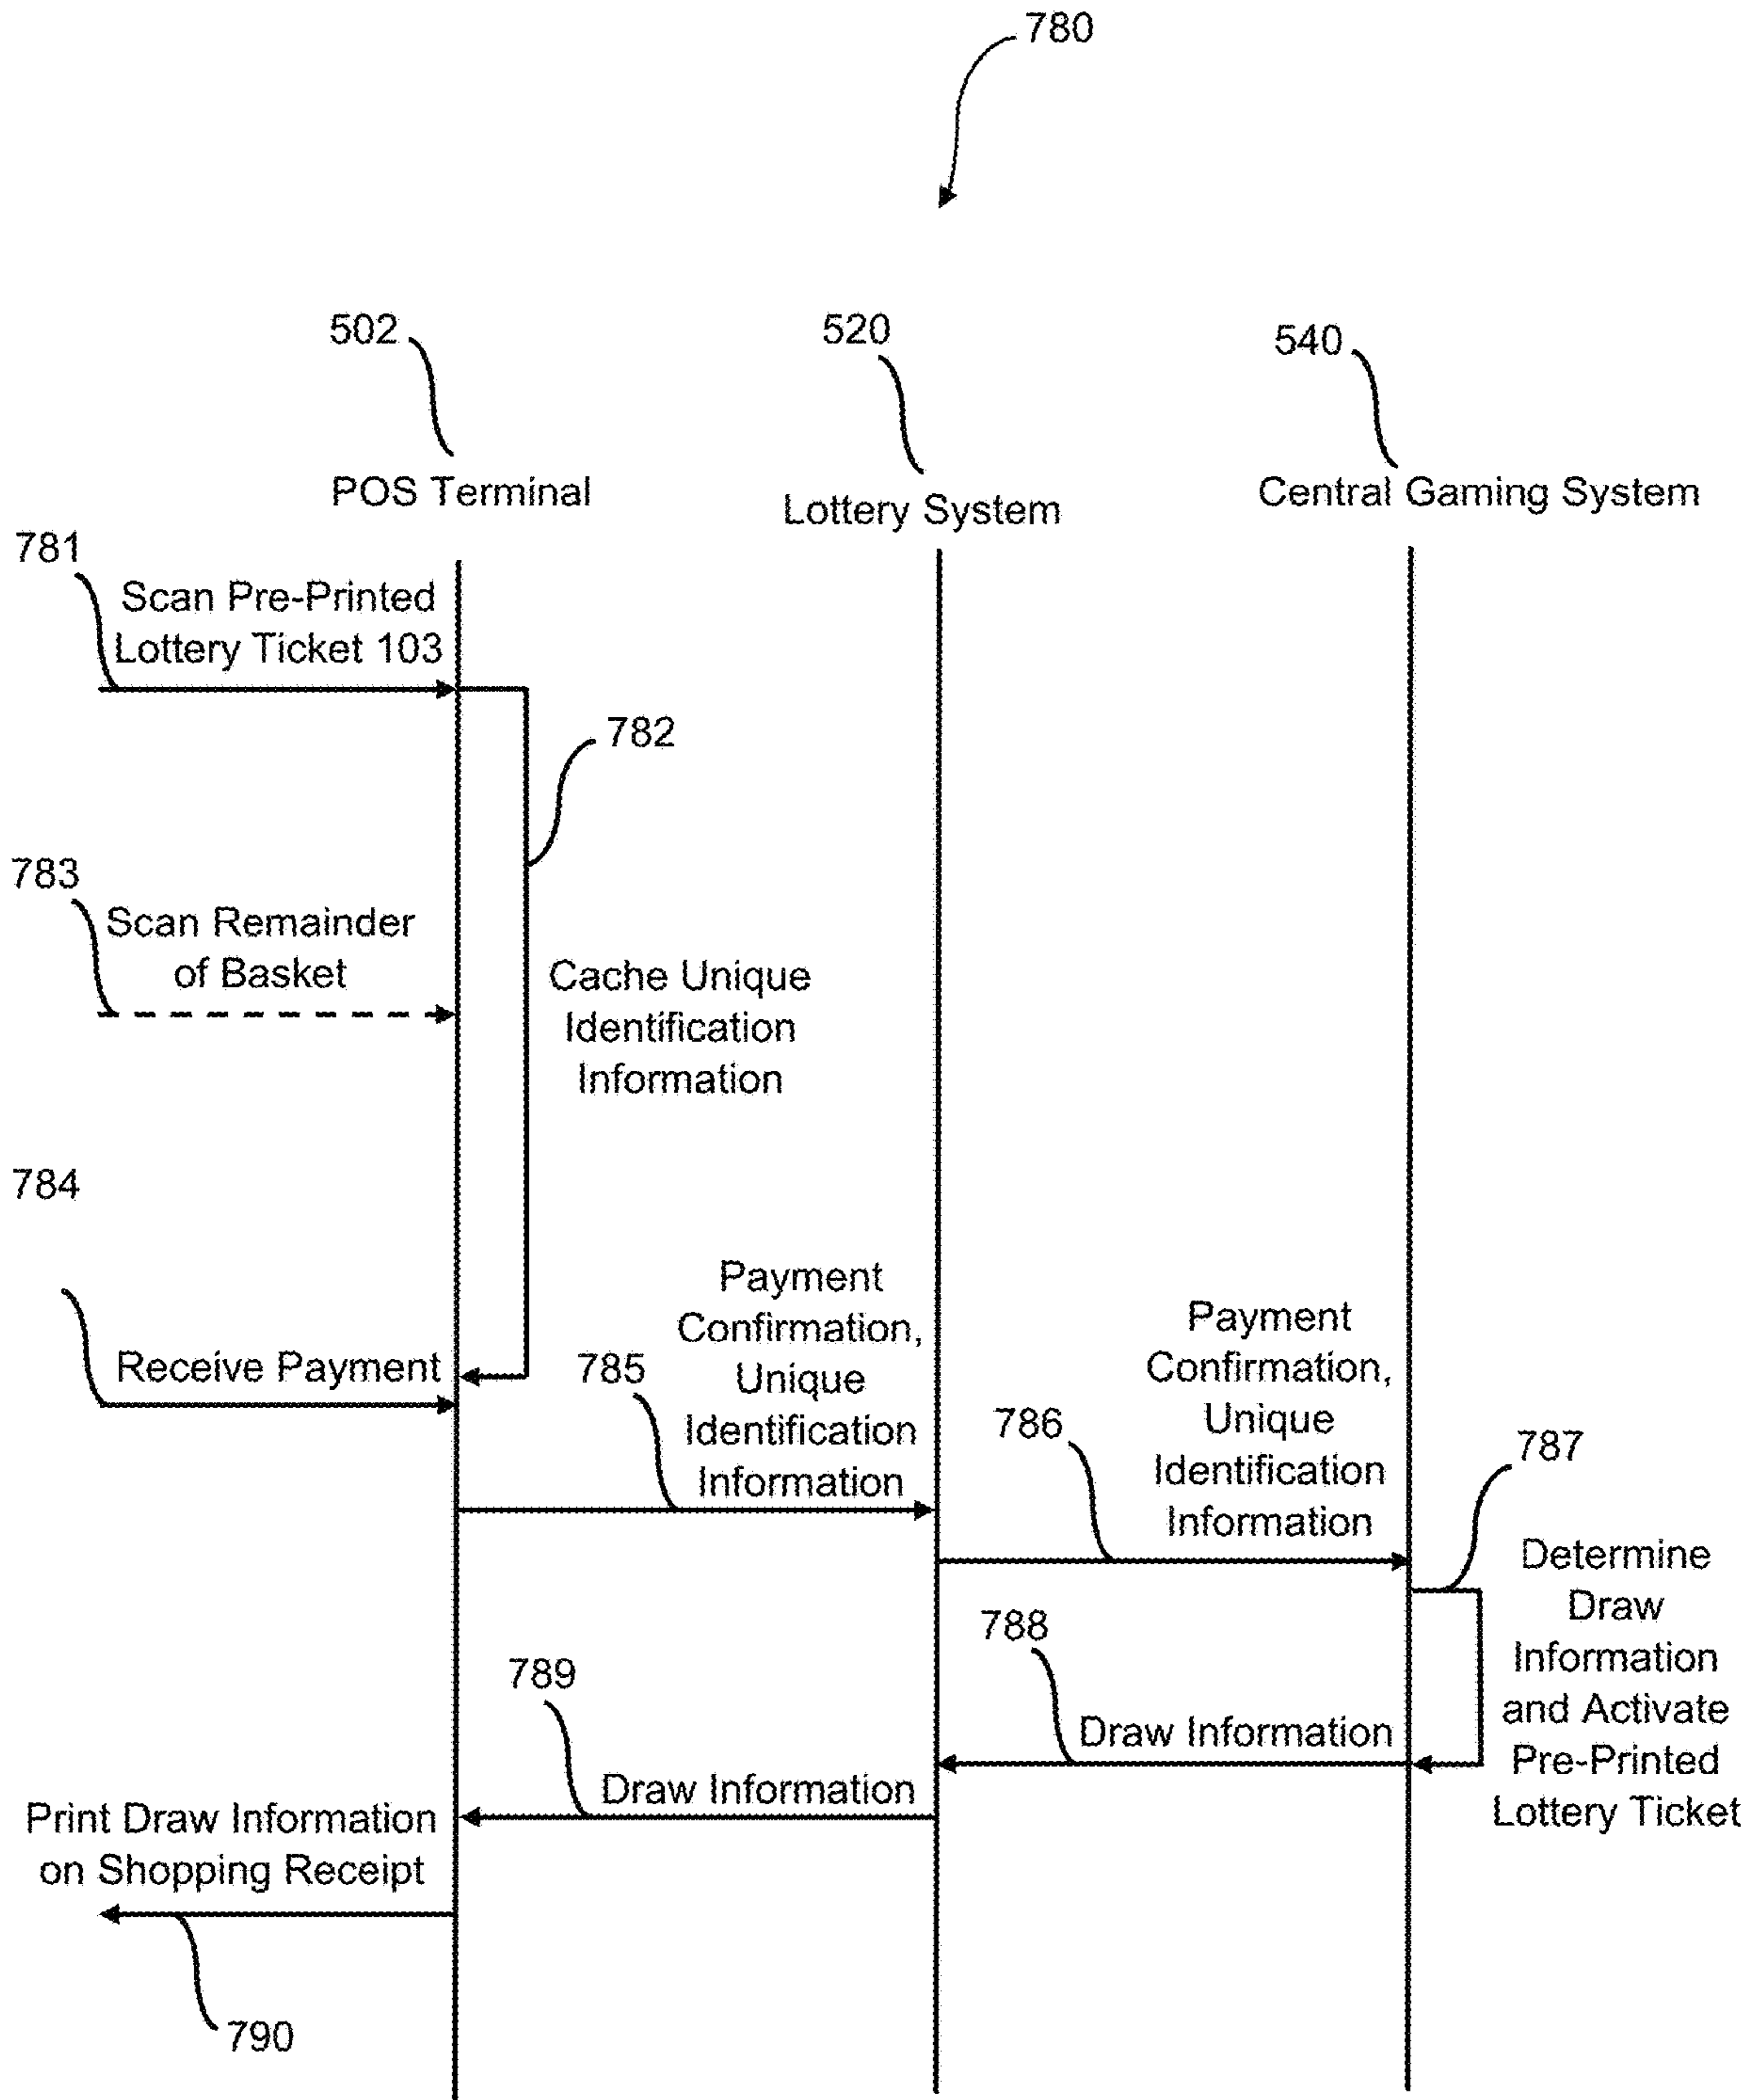 780
502
520
540
POS Terminal
Lottery System
Central Gaming System
781
Scan Pre-Printed
Lottery Ticket 103
782
783
Scan Remainder
of Basket
Cache Unique
Identification
Information
784
Receive Payment
785
Payment
Confirmation,
Unique
Identification
Information
786
Payment
Confirmation,
Unique
Identification
Information
787
Determine
Draw
Information
and Activate
Pre-Printed
Lottery Ticket
788
Draw Information
789
Draw Information
Print Draw Information
on Shopping Receipt
790